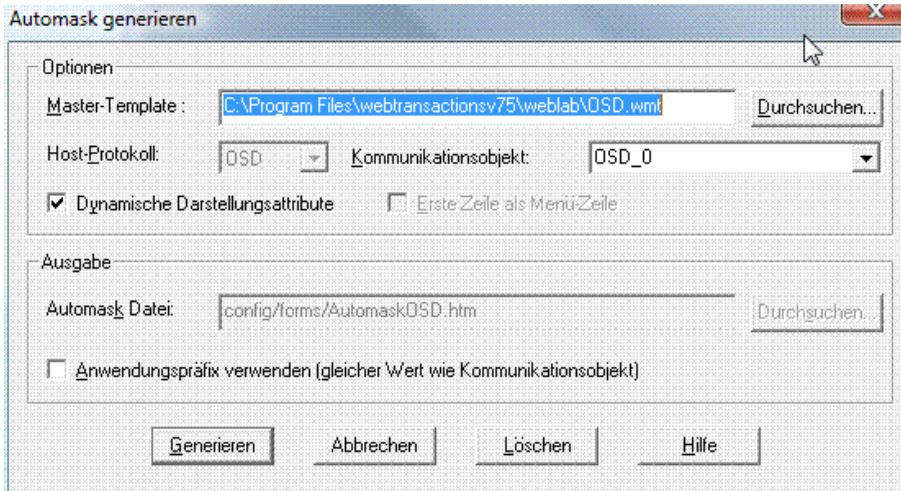 Automask generieren
Optionen
Master-Template : C:\Program Files\webtransactionsv75\weblab\OSD.wmt Durchsuchen...
Host-Protokoll: OSD Kommunikationsobjekt: OSD_0
Dynamische Darstellungsattribute Erste Zeile als Menü-Zeile
Ausgabe
Automask Datei: config/forms/AutomaskOSD.htm Durchsuchen...
Anwendungspräfix verwenden (gleicher Wert wie Kommunikationsobjekt)
Generieren Abbrechen Löschen Hilfe